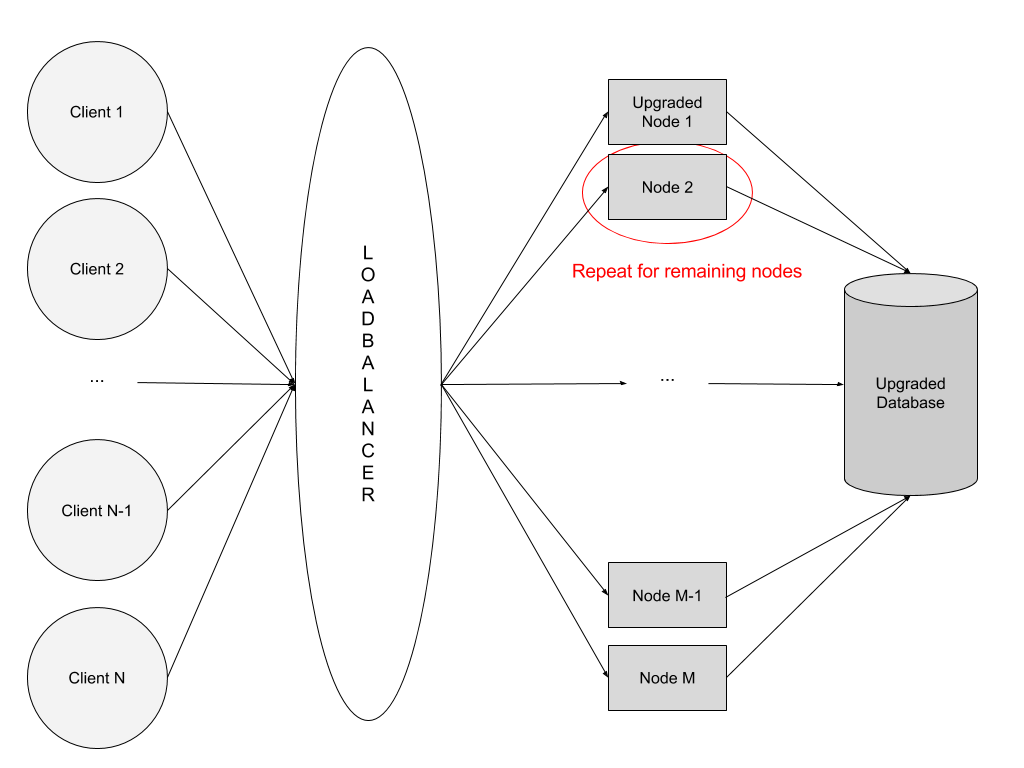 Client 1
Client 2
...
Client N-1
Client N
L
O
A
D
B
A
L
A
N
C
E
R
Upgraded
Node 1
Node 2
Repeat for remaining nodes
...
Node M-1
Node M
Upgraded
Database